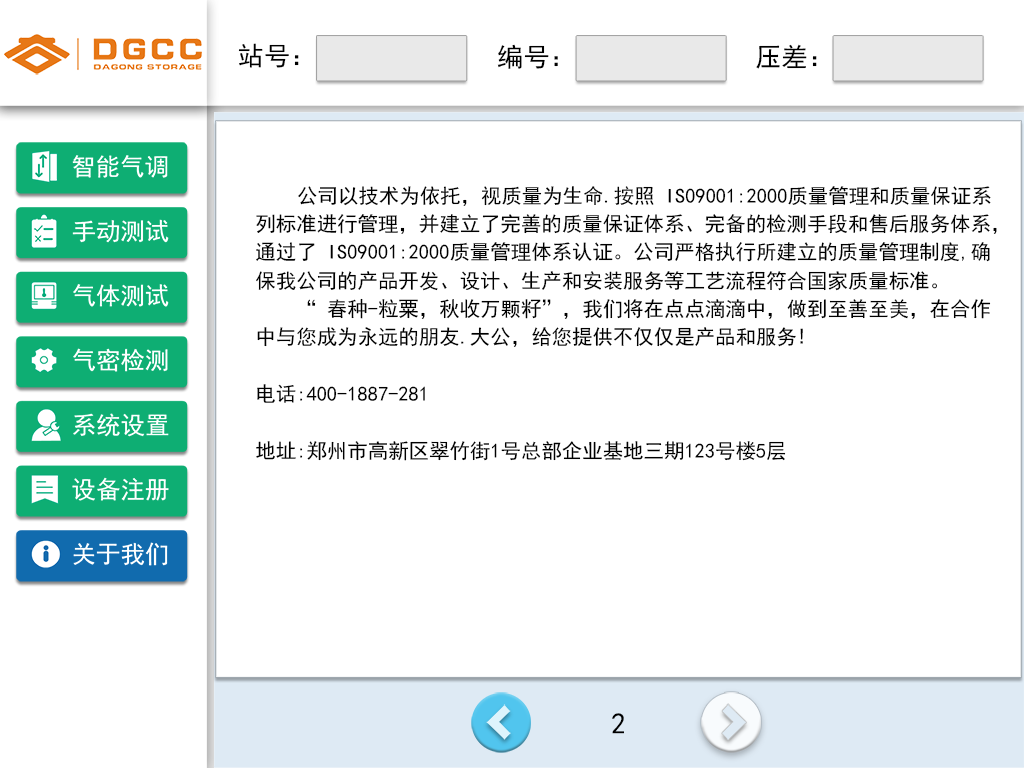 DGCC
DAGONG STORAGE
站号：
编号：
压差：
智能气调
手动测试
气体测试
气密检测
系统设置
设备注册
关于我们
公司以技术为依托，视质量为生命.按照 ISO9001:2000质量管理和质量保证系
列标准进行管理，并建立了完善的质量保证体系、完备的检测手段和售后服务体系，
通过了 ISO9001:2000质量管理体系认证。公司严格执行所建立的质量管理制度,确
保我公司的产品开发、设计、生产和安装服务等工艺流程符合国家质量标准。
“ 春种-粒粟，秋收万颗籽”，我们将在点点滴滴中，做到至善至美，在合作
中与您成为永远的朋友.大公，给您提供不仅仅是产品和服务!
电话:400-1887-281
地址:郑州市高新区翠竹街1号总部企业基地三期123号楼5层
2